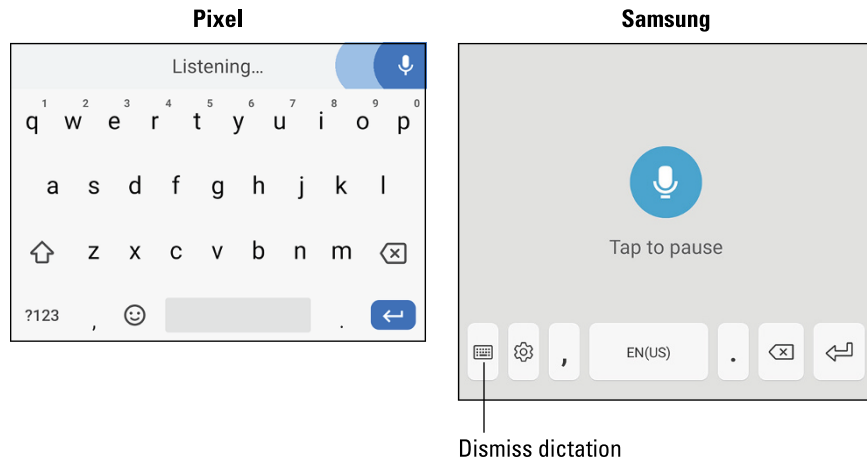 Pixel
Listening...
1 2 3 4 5 6 7 8 9 0
q w e r t y u i o p
a s d f g h j k l
z x c v b n m
?123 , .
Samsung
Tap to pause
, EN(US) .
Dismiss dictation